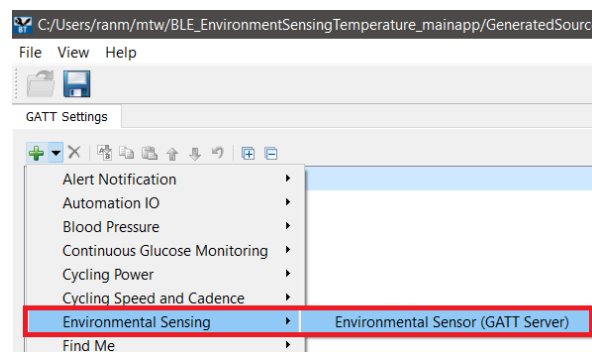 BT C:/Users/ranm/mtw/BLE_EnvironmentSensingTemperature_mainapp/GeneratedSourc
File View Help
GATT Settings
Alert Notification
Automation IO
Blood Pressure
Continuous Glucose Monitoring
Cycling Power
Cycling Speed and Cadence
Environmental Sensing Environmental Sensor (GATT Server)
Find Me